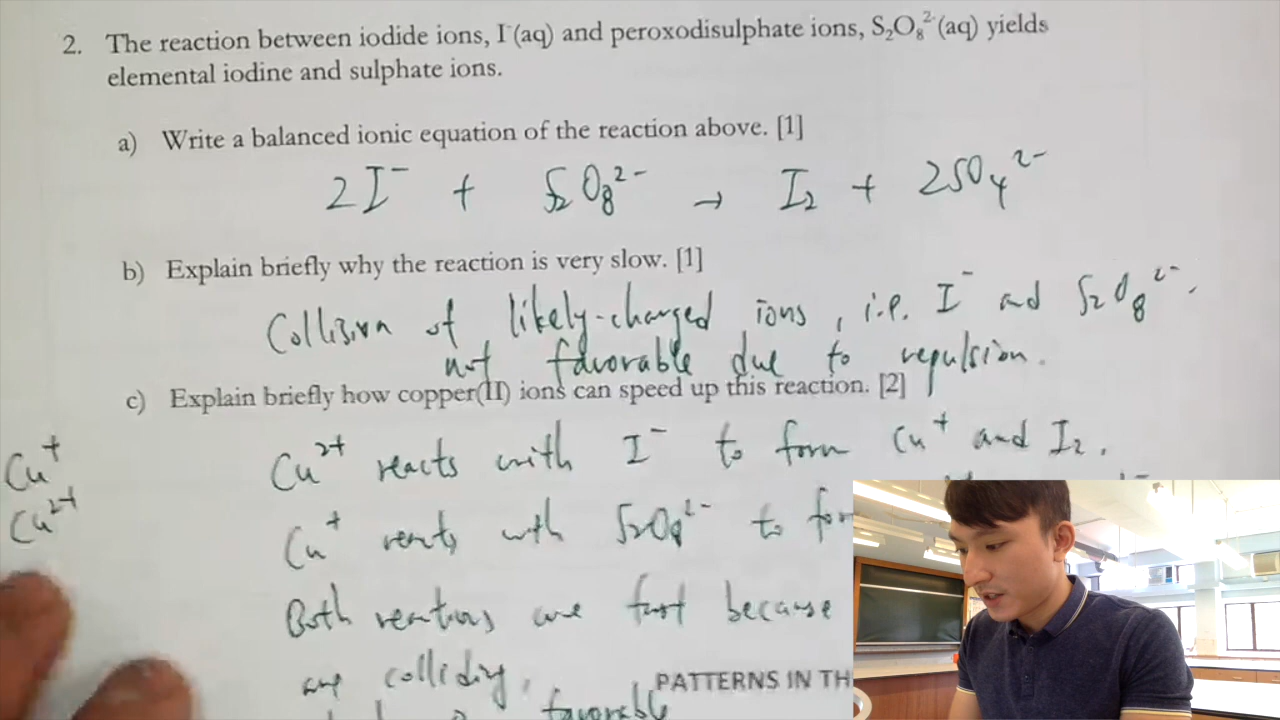 2. The reaction between iodide ions, I⁻(aq) and peroxodisulphate ions, S₂O₈²⁻(aq) yields
elemental iodine and sulphate ions.
a) Write a balanced ionic equation of the reaction above. [1]
2I⁻ + S₂O₈²⁻ → I₂ + 2SO₄²⁻
b) Explain briefly why the reaction is very slow. [1]
Collision of likely-charged ions, i.e. I⁻ and S₂O₈²⁻.
not favorable due to repulsion.
c) Explain briefly how copper(II) ions can speed up this reaction. [2]
Cu⁺
Cu²⁺ reacts with I⁻ to form Cu⁺ and I₂.
Cu²⁺
Cu⁺ reacts with S₂O₈²⁻ to
Both reactions are fast because
are colliding,
favorable
PATTERNS IN TH